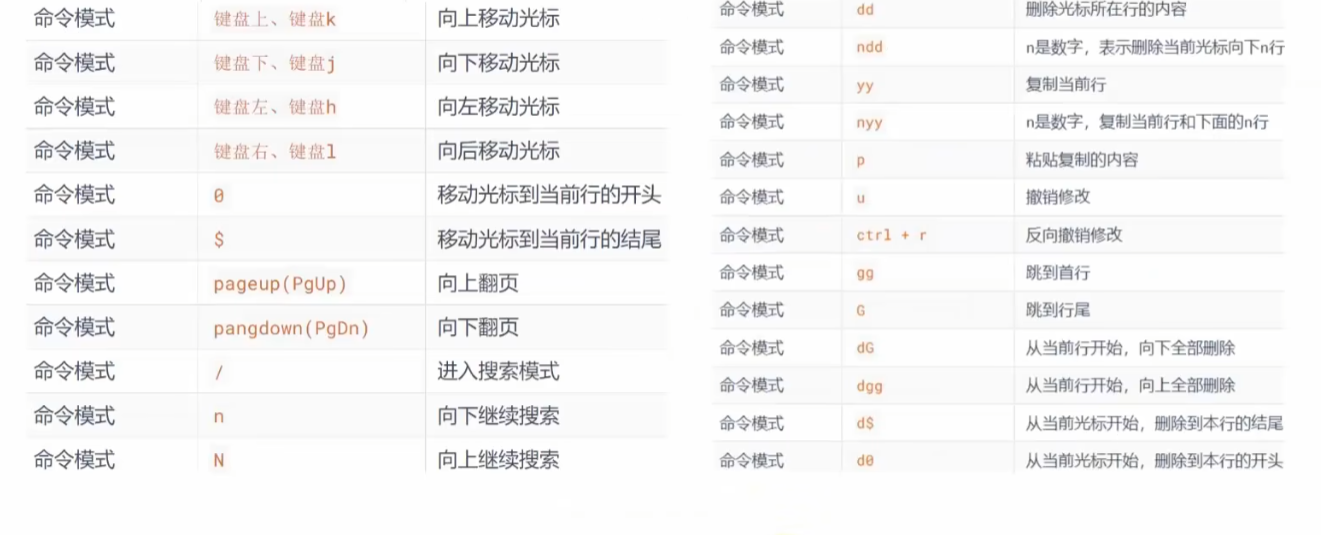 命令模式 键盘上、键盘k 向上移动光标
命令模式 键盘下、键盘j 向下移动光标
命令模式 键盘左、键盘h 向左移动光标
命令模式 键盘右、键盘l 向后移动光标
命令模式 0 移动光标到当前行的开头
命令模式 $ 移动光标到当前行的结尾
命令模式 pageup(PgUp) 向上翻页
命令模式 pangdown(PgDn) 向下翻页
命令模式 / 进入搜索模式
命令模式 n 向下继续搜索
命令模式 N 向上继续搜索
命令模式 dd 删除光标所在行的内容
命令模式 ndd n是数字，表示删除当前光标向下n行
命令模式 yy 复制当前行
命令模式 nyy n是数字，复制当前行和下面的n行
命令模式 p 粘贴复制的内容
命令模式 u 撤销修改
命令模式 ctrl + r 反向撤销修改
命令模式 gg 跳到首行
命令模式 G 跳到行尾
命令模式 dG 从当前行开始，向下全部删除
命令模式 dgg 从当前行开始，向上全部删除
命令模式 d$ 从当前光标开始，删除到本行的结尾
命令模式 d0 从当前光标开始，删除到本行的开头